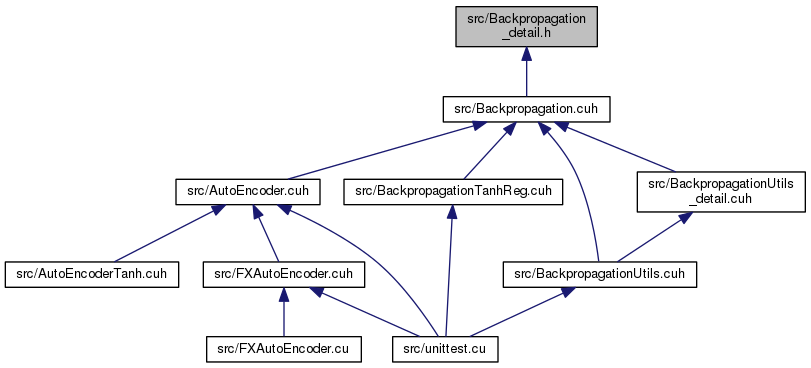 src/Backpropagation
_detail.h
src/Backpropagation.cuh
src/AutoEncoder.cuh
src/BackpropagationTanhReg.cuh
src/BackpropagationUtils
_detail.cuh
src/AutoEncoderTanh.cuh
src/FXAutoEncoder.cuh
src/BackpropagationUtils.cuh
src/FXAutoEncoder.cu
src/unittest.cu